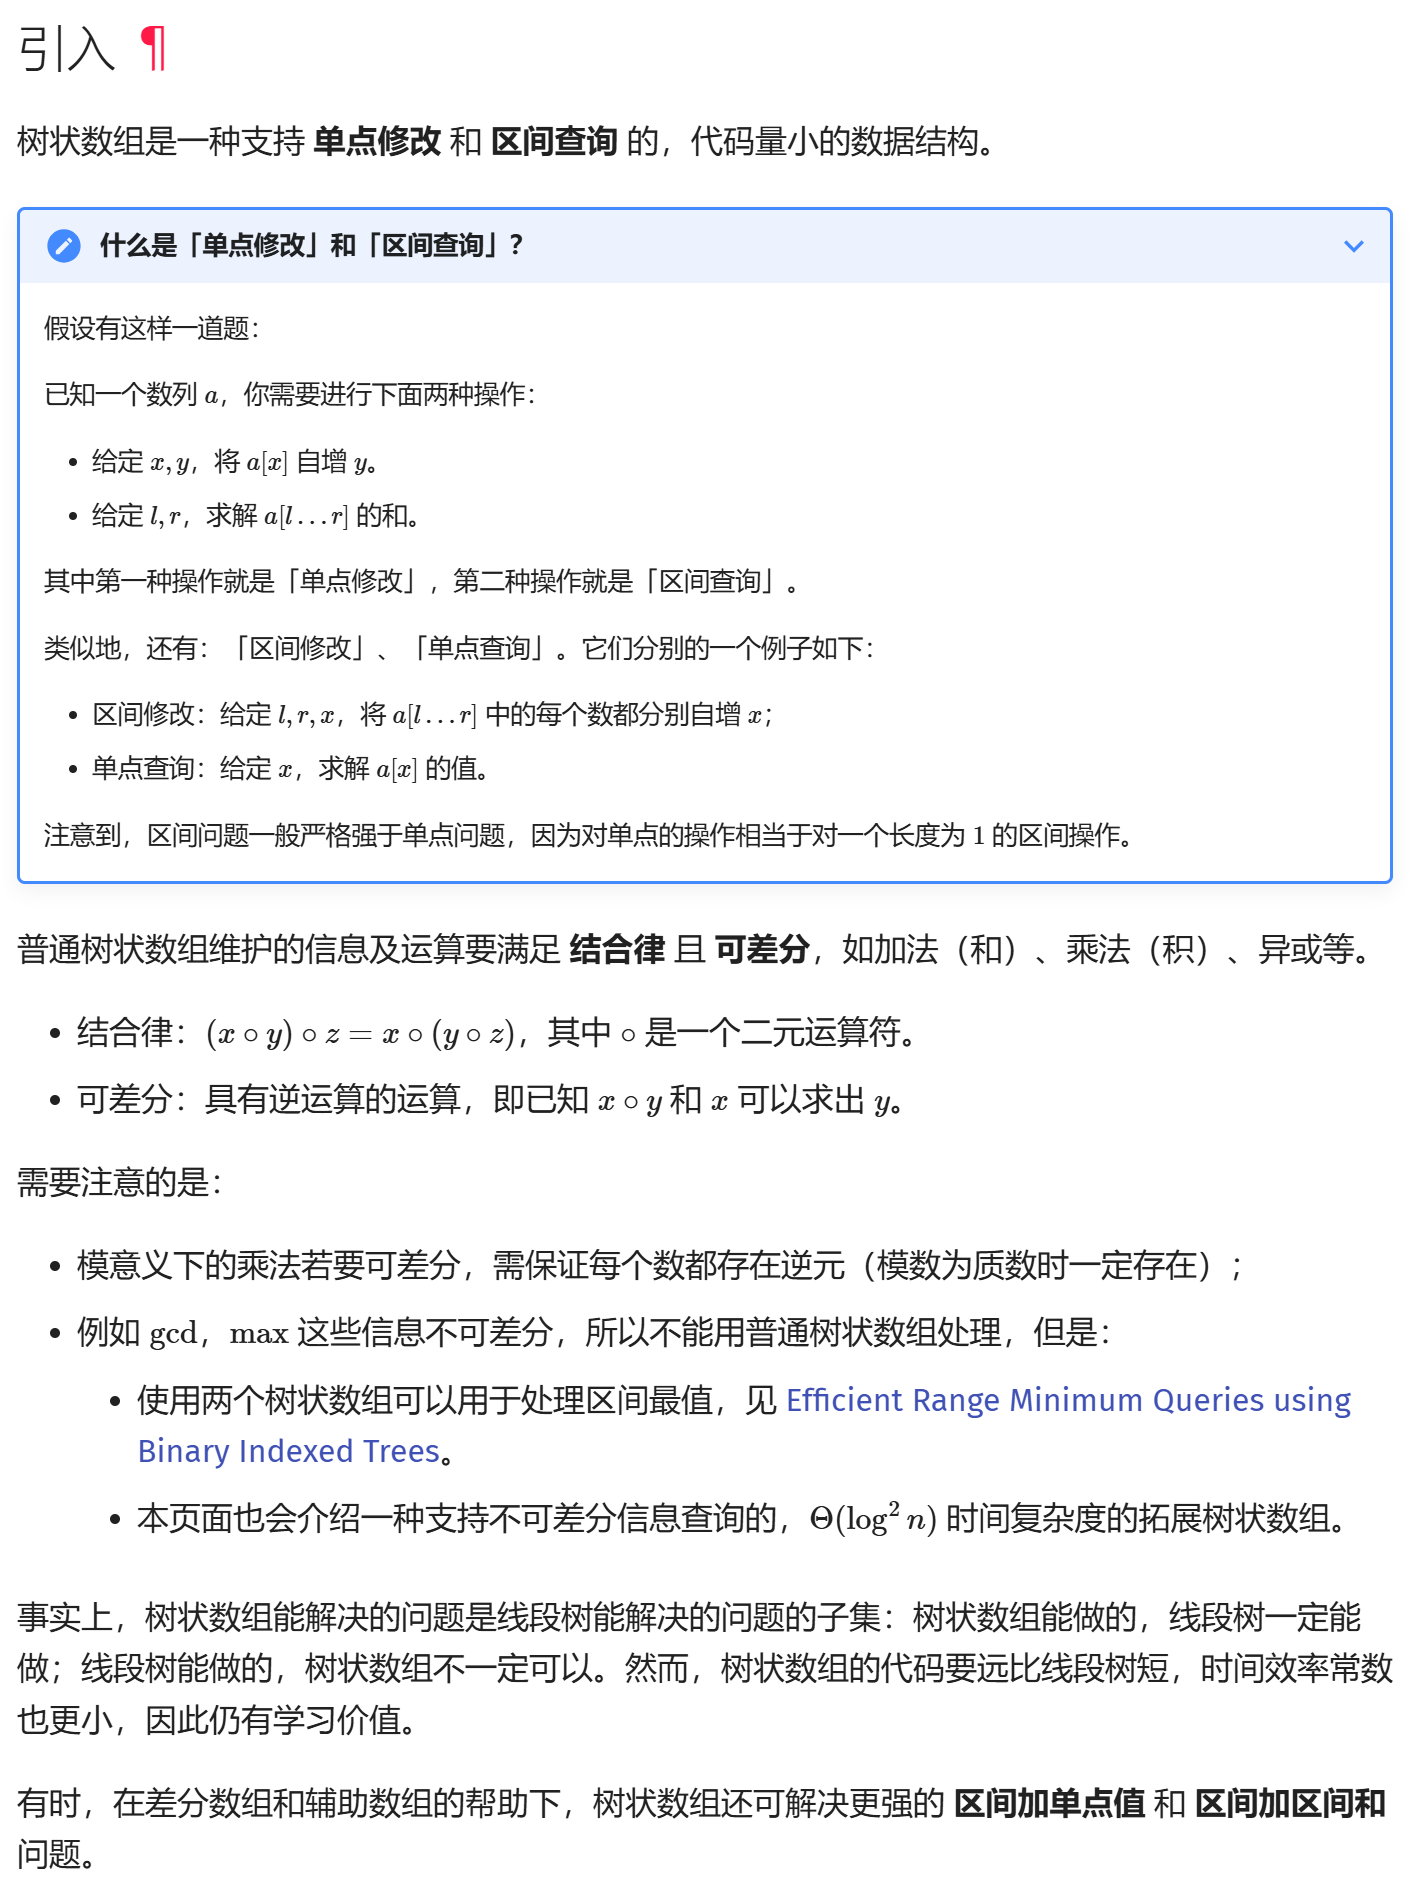 引入 ¶
树状数组是一种支持 单点修改 和 区间查询 的，代码量小的数据结构。
什么是「单点修改」和「区间查询」？
假设有这样一道题：
已知一个数列 a，你需要进行下面两种操作：
• 给定 x, y，将 a[x] 自增 y。
• 给定 l, r，求解 a[l…r] 的和。
其中第一种操作就是「单点修改」，第二种操作就是「区间查询」。
类似地，还有：「区间修改」、「单点查询」。它们分别的一个例子如下：
• 区间修改：给定 l, r, x，将 a[l…r] 中的每个数都分别自增 x；
• 单点查询：给定 x，求解 a[x] 的值。
注意到，区间问题一般严格强于单点问题，因为对单点的操作相当于对一个长度为 1 的区间操作。
普通树状数组维护的信息及运算要满足 结合律 且 可差分，如加法（和）、乘法（积）、异或等。
• 结合律：(x ∘ y) ∘ z = x ∘ (y ∘ z)，其中 ∘ 是一个二元运算符。
• 可差分：具有逆运算的运算，即已知 x ∘ y 和 x 可以求出 y。
需要注意的是：
• 模意义下的乘法若要可差分，需保证每个数都存在逆元（模数为质数时一定存在）；
• 例如 gcd，max 这些信息不可差分，所以不能用普通树状数组处理，但是：
• 使用两个树状数组可以用于处理区间最值，见 Efficient Range Minimum Queries using
Binary Indexed Trees。
• 本页面也会介绍一种支持不可差分信息查询的，Θ(log² n) 时间复杂度的拓展树状数组。
事实上，树状数组能解决的问题是线段树能解决的问题的子集：树状数组能做的，线段树一定能
做；线段树能做的，树状数组不一定可以。然而，树状数组的代码要远比线段树短，时间效率常数
也更小，因此仍有学习价值。
有时，在差分数组和辅助数组的帮助下，树状数组还可解决更强的 区间加单点值 和 区间加区间和
问题。